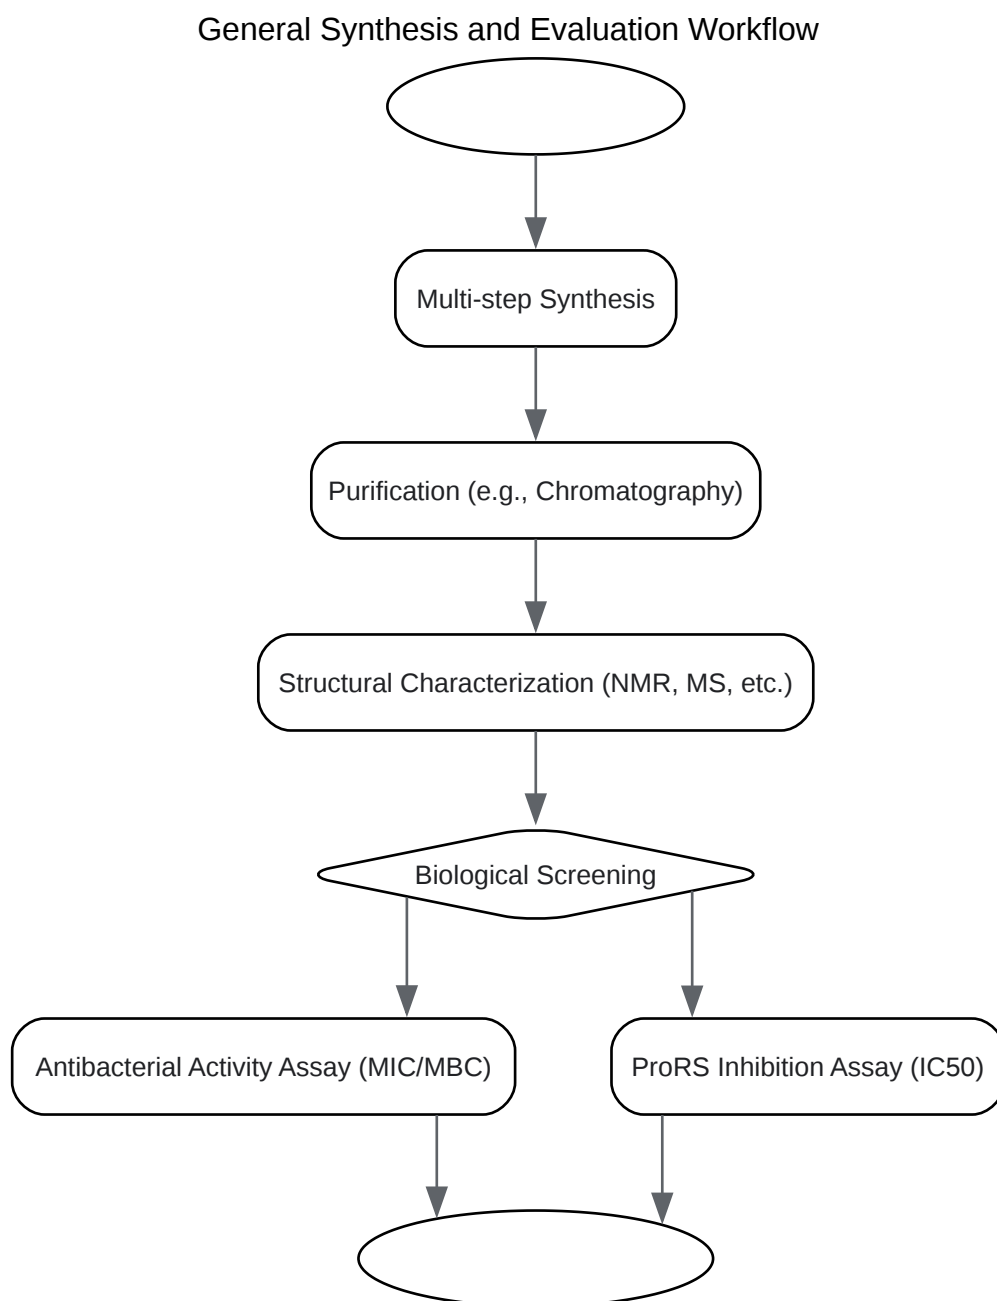 General Synthesis and Evaluation Workflow
Multi-step Synthesis
Purification (e.g., Chromatography)
Structural Characterization (NMR, MS, etc.)
Biological Screening
Antibacterial Activity Assay (MIC/MBC)
ProRS Inhibition Assay (IC50)